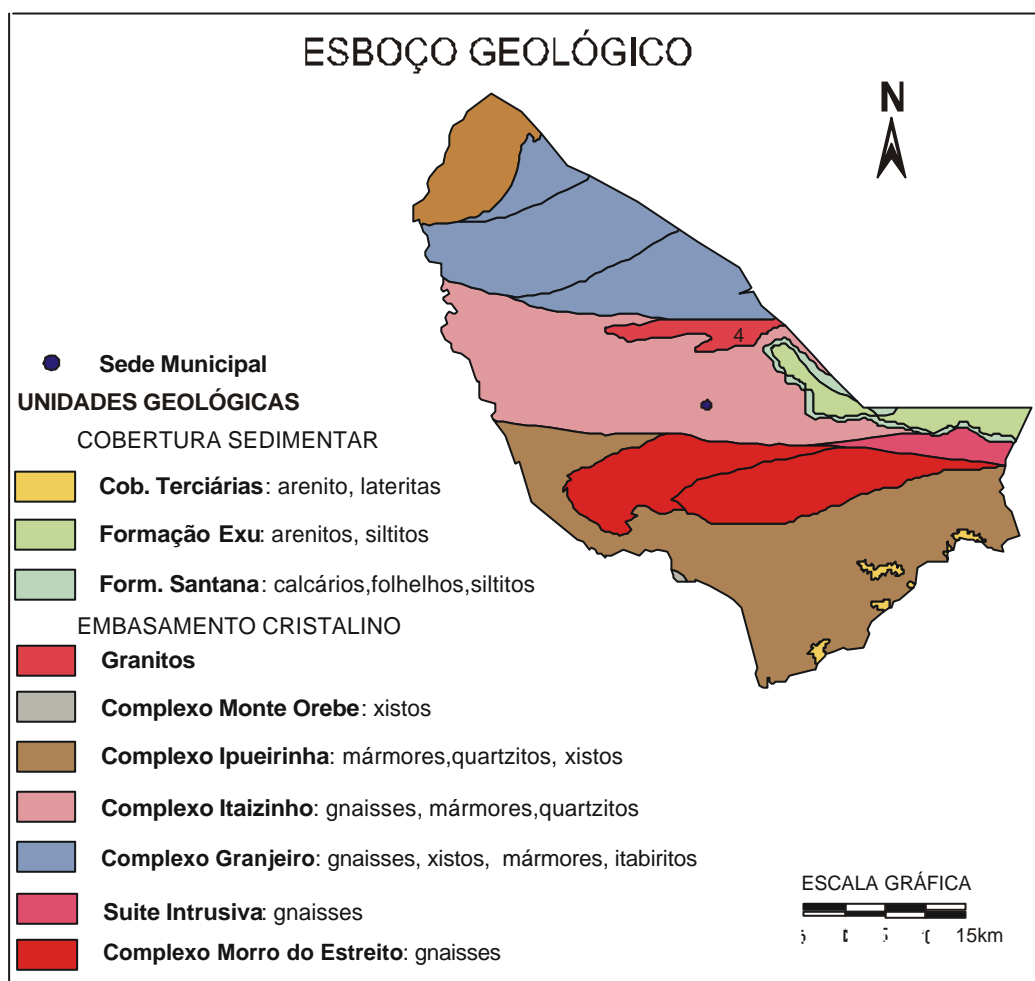 ESBOÇO GEOLÓGICO
N
4
Sede Municipal
UNIDADES GEOLÓGICAS
COBERTURA SEDIMENTAR
Cob. Terciárias: arenito, lateritas
Formação Exu: arenitos, siltitos
Form. Santana: calcários,folhelhos,siltitos
EMBASAMENTO CRISTALINO
Granitos
Complexo Monte Orebe: xistos
Complexo Ipueirinha: mármores,quartzitos, xistos
Complexo Itaizinho: gnaisses, mármores,quartzitos
Complexo Granjeiro: gnaisses, xistos, mármores, itabiritos
Suite Intrusiva: gnaisses
Complexo Morro do Estreito: gnaisses
ESCALA GRÁFICA
15km